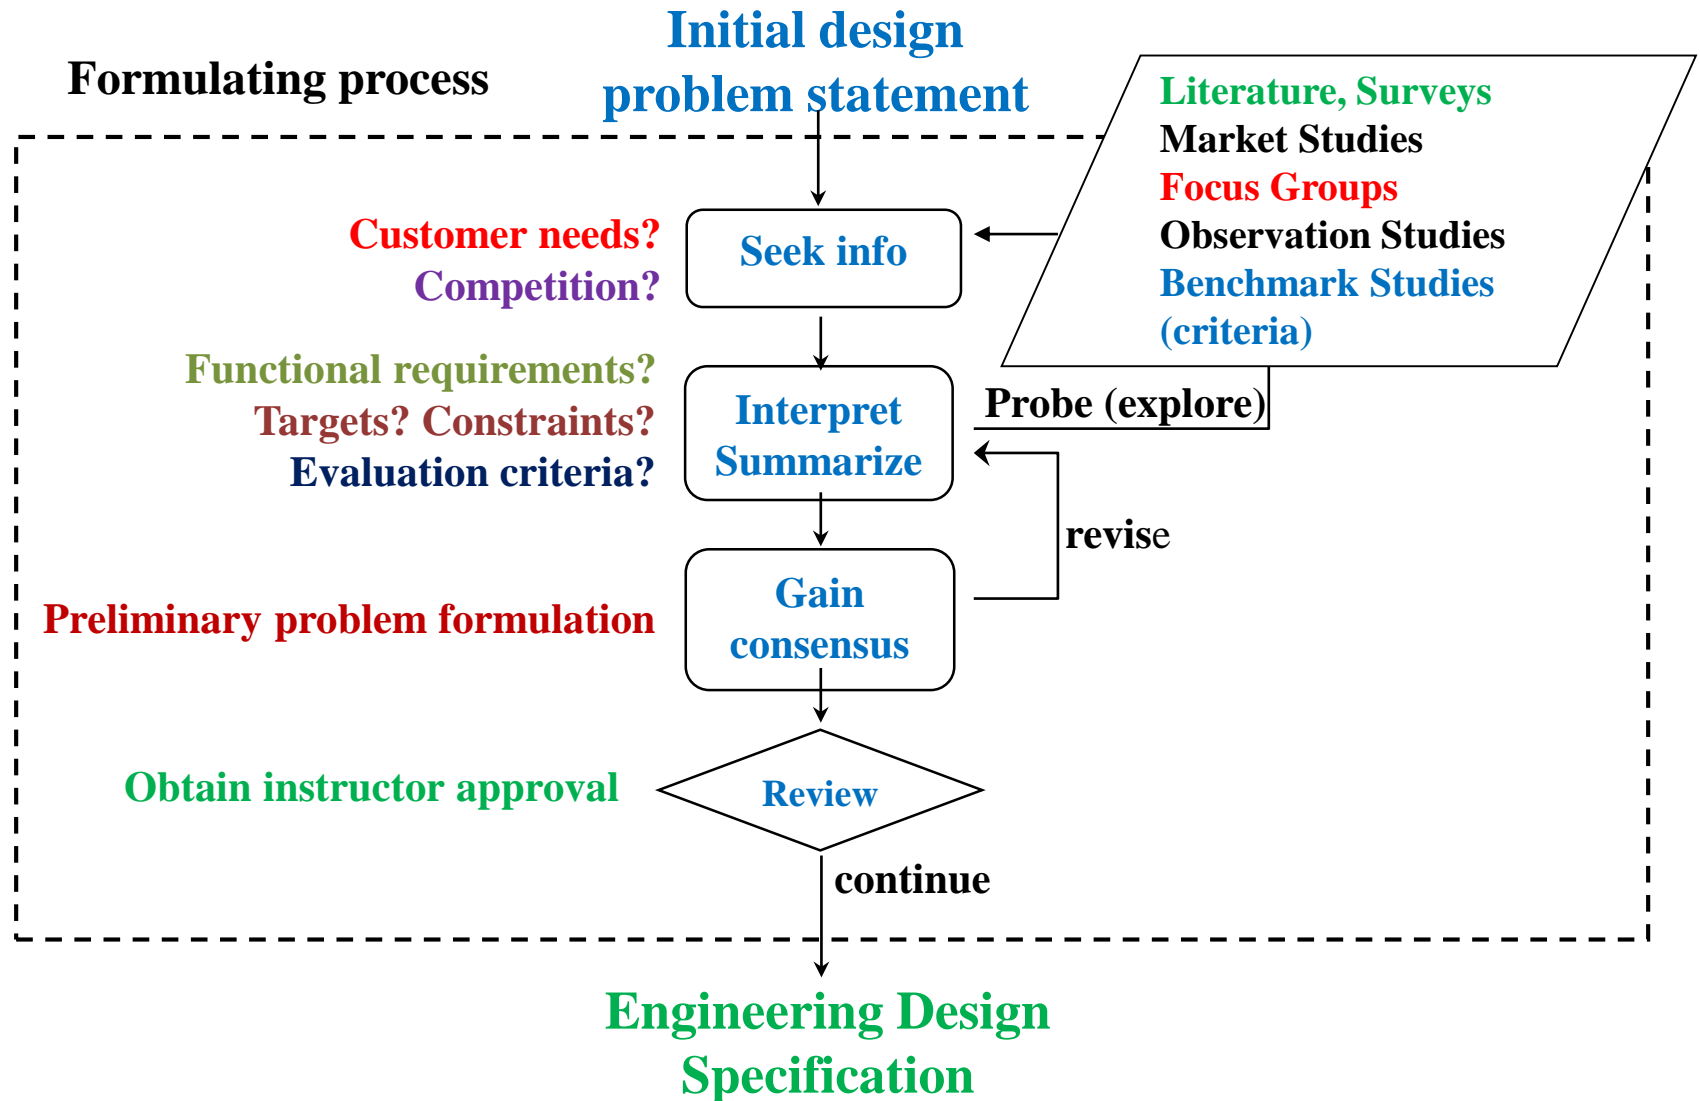 Formulating process
Initial design
problem statement
Literature, Surveys
Market Studies
Focus Groups
Observation Studies
Benchmark Studies
(criteria)
Customer needs?
Competition?
Seek info
Functional requirements?
Targets? Constraints?
Evaluation criteria?
Interpret
Summarize
Probe (explore)
revise
Preliminary problem formulation
Gain
consensus
Obtain instructor approval
Review
continue
Engineering Design
Specification